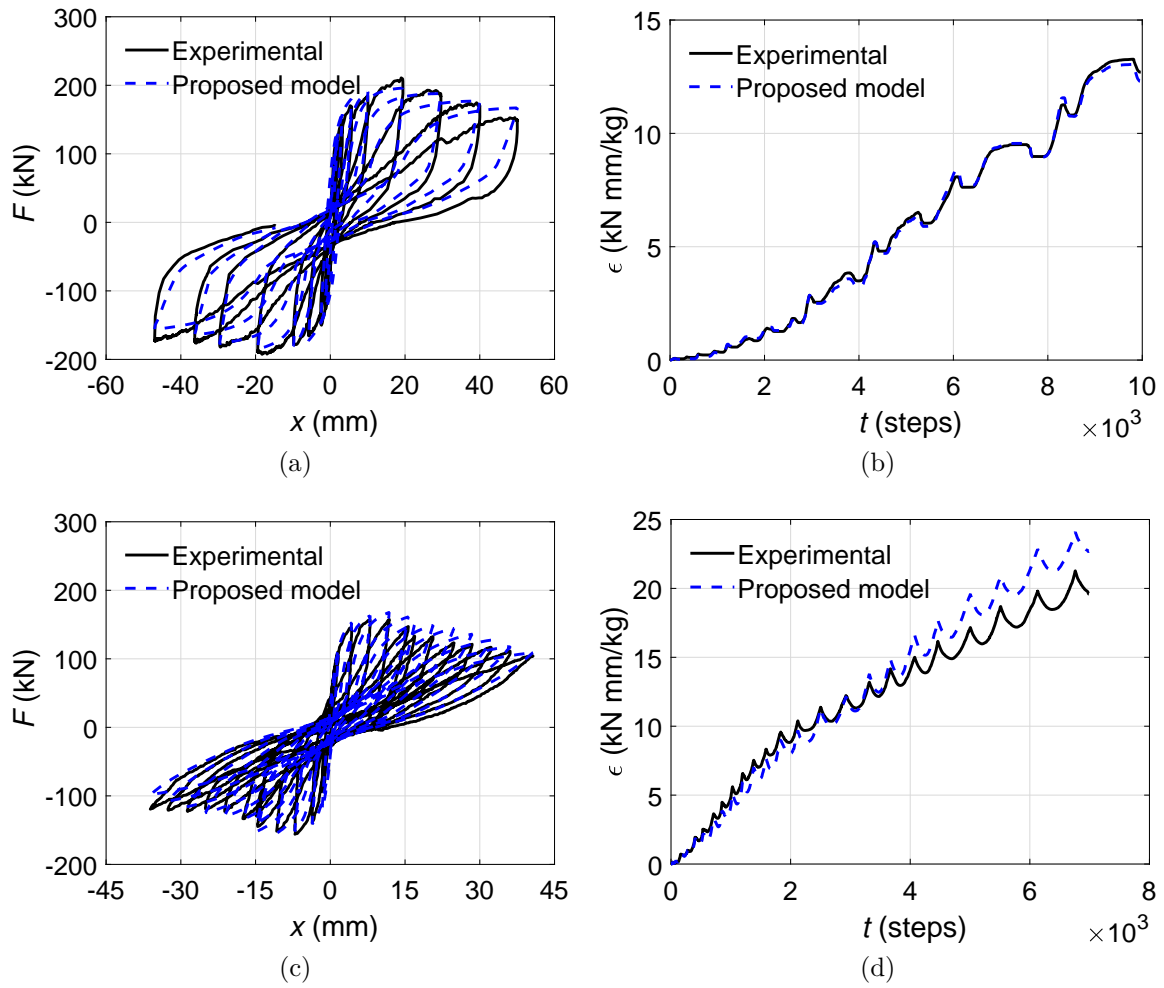 300
200
100
0
-100
-200
F (kN)
Experimental
Proposed model
-60 -40 -20 0 20 40 60
x (mm)
(a)
15
10
5
0
ϵ (kN mm/kg)
Experimental
Proposed model
0 2 4 6 8 10
t (steps) ×10³
(b)
300
200
100
0
-100
-200
F (kN)
Experimental
Proposed model
-45 -30 -15 0 15 30 45
x (mm)
(c)
25
20
15
10
5
0
ϵ (kN mm/kg)
Experimental
Proposed model
0 2 4 6 8
t (steps) ×10³
(d)